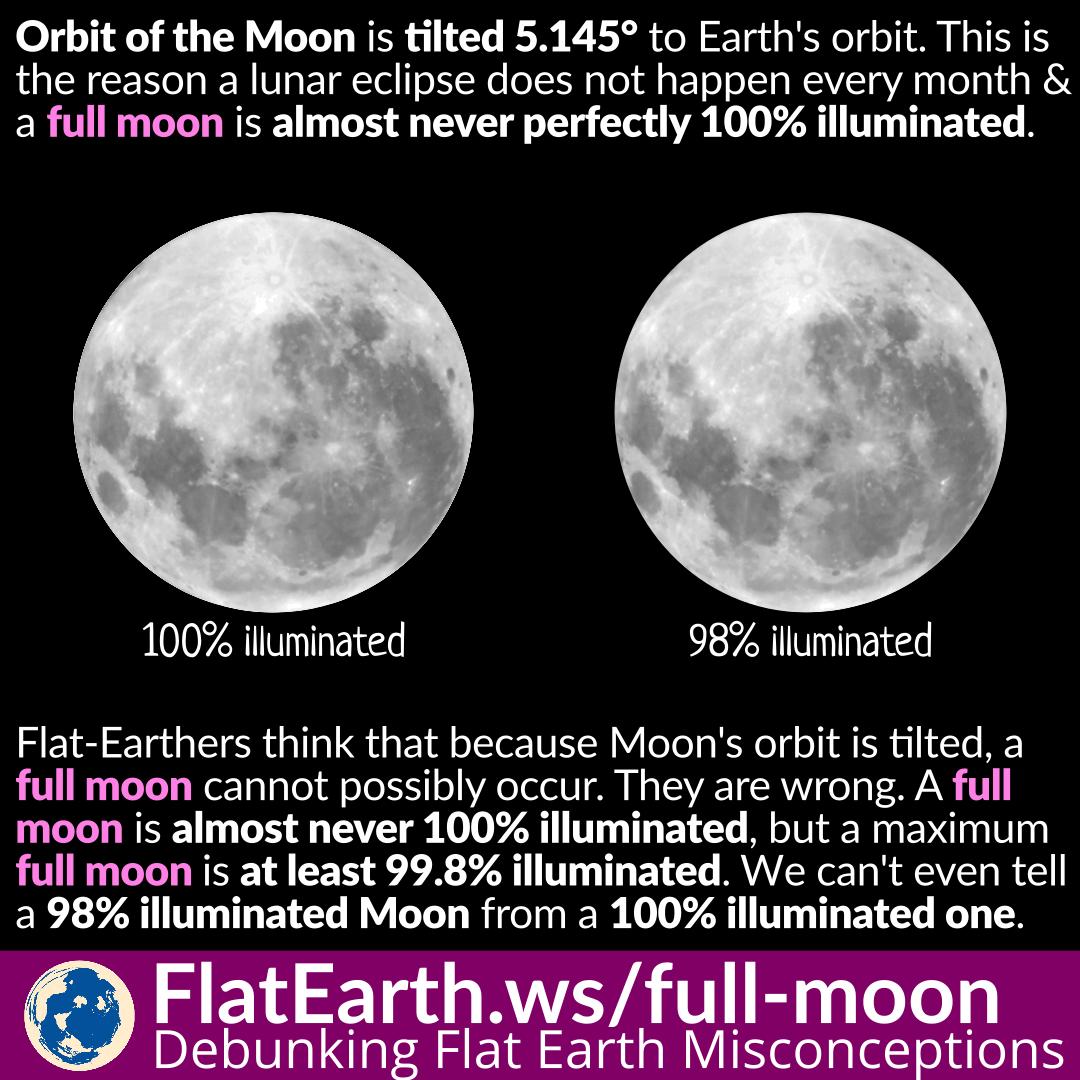 Orbit of the Moon is tilted 5.145° to Earth's orbit. This is
the reason a lunar eclipse does not happen every month &
a full moon is almost never perfectly 100% illuminated.
100% illuminated
98% illuminated
Flat-Earthers think that because Moon's orbit is tilted, a
full moon cannot possibly occur. They are wrong. A full
moon is almost never 100% illuminated, but a maximum
full moon is at least 99.8% illuminated. We can't even tell
a 98% illuminated Moon from a 100% illuminated one.
FlatEarth.ws/full-moon
Debunking Flat Earth Misconceptions